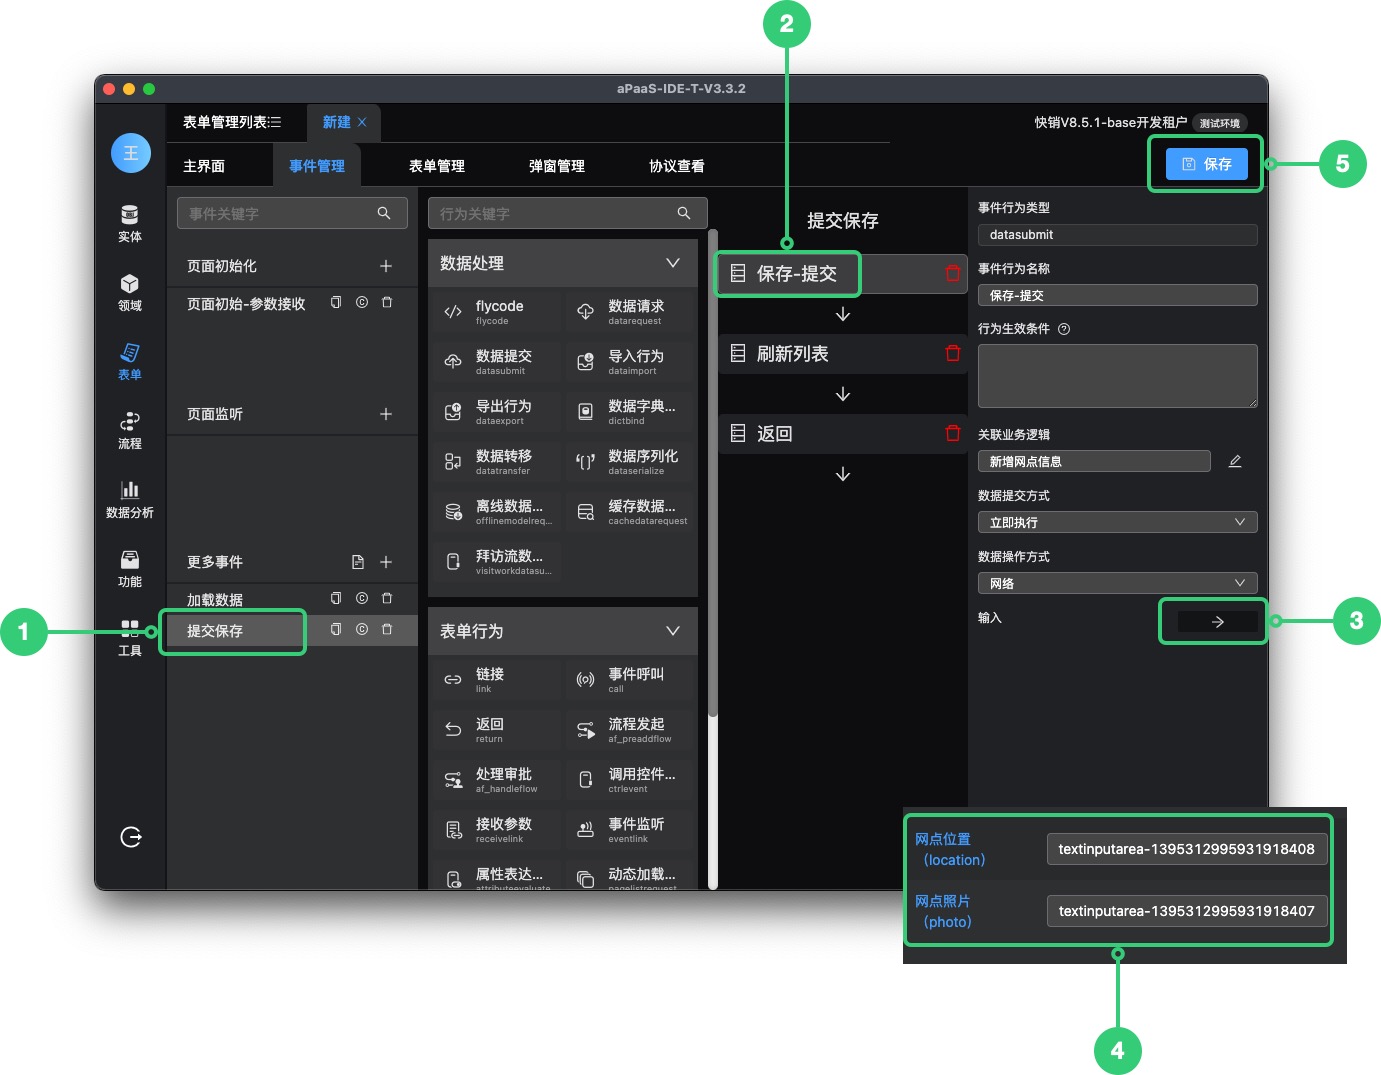 2
aPaaS-IDE-T-V3.3.2
表单管理列表
新建
快销V8.5.1-base开发租户 测试环境
王
主界面
事件管理
表单管理
弹窗管理
协议查看
保存
5
实体
领域
表单
流程
数据分析
功能
工具
事件关键字
页面初始化
页面初始-参数接收
页面监听
更多事件
加载数据
提交保存
1
行为关键字
数据处理
flycode
flycode
数据请求
datarequest
数据提交
datasubmit
导入行为
dataimport
导出行为
dataexport
数据字典...
dictbind
数据转移
datatransfer
数据序列化
dataserialize
离线数据...
offlinemodelreq...
缓存数据...
cachedatarequest
拜访流数...
visitworkdatasu...
表单行为
链接
link
事件呼叫
call
返回
return
流程发起
af_preaddflow
处理审批
af_handleflow
调用控件...
ctrlevent
接收参数
receivelink
事件监听
eventlink
属性表达...
attributeevaluate
动态加载...
pagelistrequest
提交保存
保存-提交
刷新列表
返回
事件行为类型
datasubmit
事件行为名称
保存-提交
行为生效条件
关联业务逻辑
新增网点信息
数据提交方式
立即执行
数据操作方式
网络
输入
3
网点位置
(location)
textinputarea-1395312995931918408
网点照片
(photo)
textinputarea-1395312995931918407
4